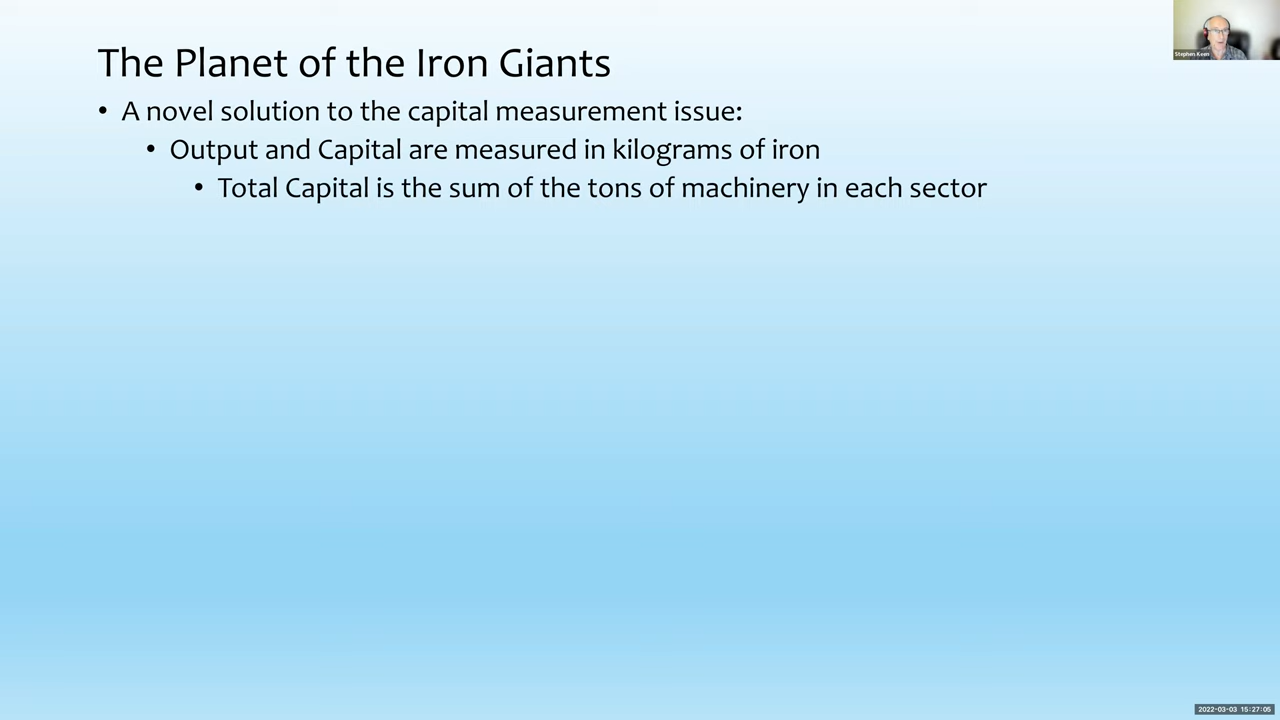 The Planet of the Iron Giants
• A novel solution to the capital measurement issue:
• Output and Capital are measured in kilograms of iron
• Total Capital is the sum of the tons of machinery in each sector
Stephen Keen
2022-03-03 15:27:05